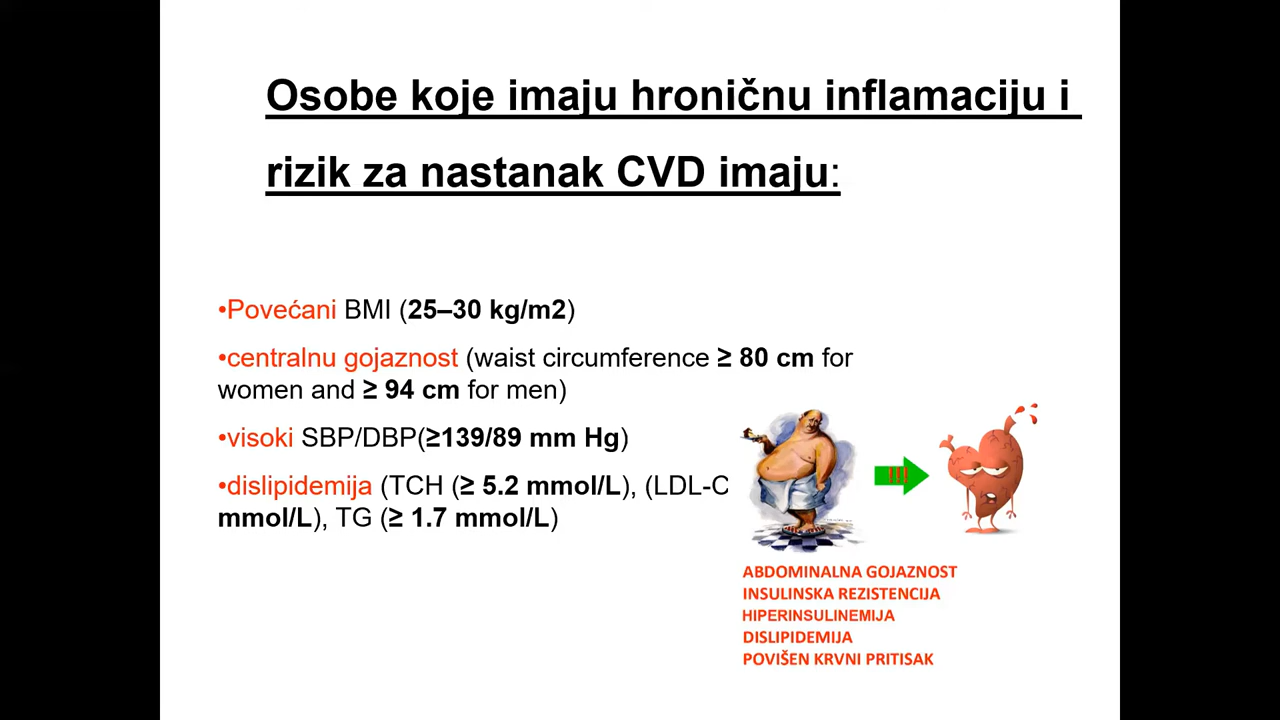 Osobe koje imaju hroničnu inflamaciju i
rizik za nastanak CVD imaju:
•Povećani BMI (25–30 kg/m2)
•centralnu gojaznost (waist circumference ≥ 80 cm for
women and ≥ 94 cm for men)
•visoki SBP/DBP(≥139/89 mm Hg)
•dislipidemija (TCH (≥ 5.2 mmol/L), (LDL-C
mmol/L), TG (≥ 1.7 mmol/L)
!!!
ABDOMINALNA GOJAZNOST
INSULINSKA REZISTENCIJA
HIPERINSULINEMIJA
DISLIPIDEMIJA
POVIŠEN KRVNI PRITISAK